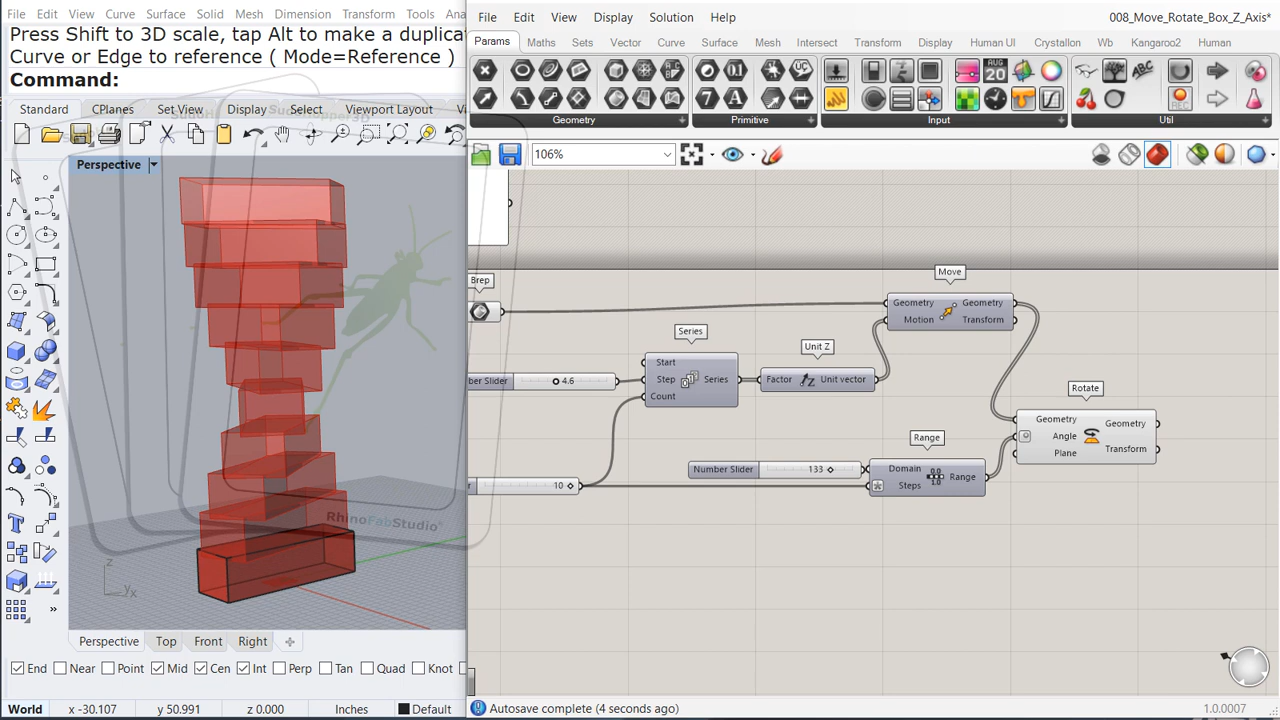 File Edit View Curve Surface Solid Mesh Dimension Transform Tools
Press Shift to 3D scale, tap Alt to make a duplicat
Curve or Edge to reference ( Mode=Reference )
Command:
Standard CPlanes Set View Display Select Viewport Layout
Perspective
RhinoFabStudio
z
y x
Perspective Top Front Right
End Near Point Mid Cen Int Perp Tan Quad Knot
World x -30.107 y 50.991 z 0.000 Inches Default
File Edit View Display Solution Help 008_Move_Rotate_Box_Z_Axis*
Params Maths Sets Vector Curve Surface Mesh Intersect Transform Display Human UI Crystallon Wb Kangaroo2 Human
Geometry Primitive Input Util
106%
Brep
Move
Geometry Geometry
Motion Transform
Series
Start
Step Series
Count
Unit Z
Factor Unit vector
ber Slider 4.6
Rotate
Geometry Geometry
Angle
Plane Transform
Range
Number Slider 133
Domain
Steps Range
10
Autosave complete (4 seconds ago) 1.0.0007